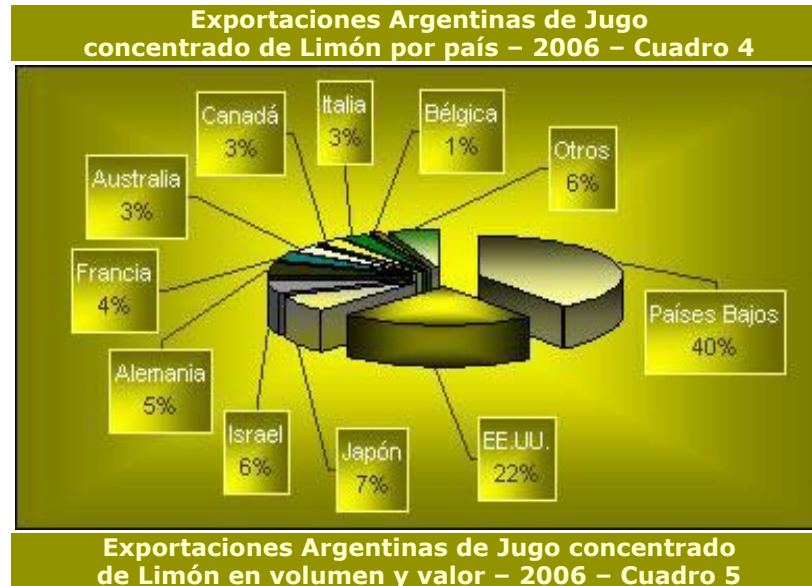 Exportaciones Argentinas de Jugo
concentrado de Limón por país – 2006 – Cuadro 4
Canadá
3%
Italia
3%
Bélgica
1%
Otros
6%
Australia
3%
Francia
4%
Países Bajos
40%
Alemania
5%
Israel
6%
Japón
7%
EE.UU.
22%
Exportaciones Argentinas de Jugo concentrado
de Limón en volumen y valor – 2006 – Cuadro 5